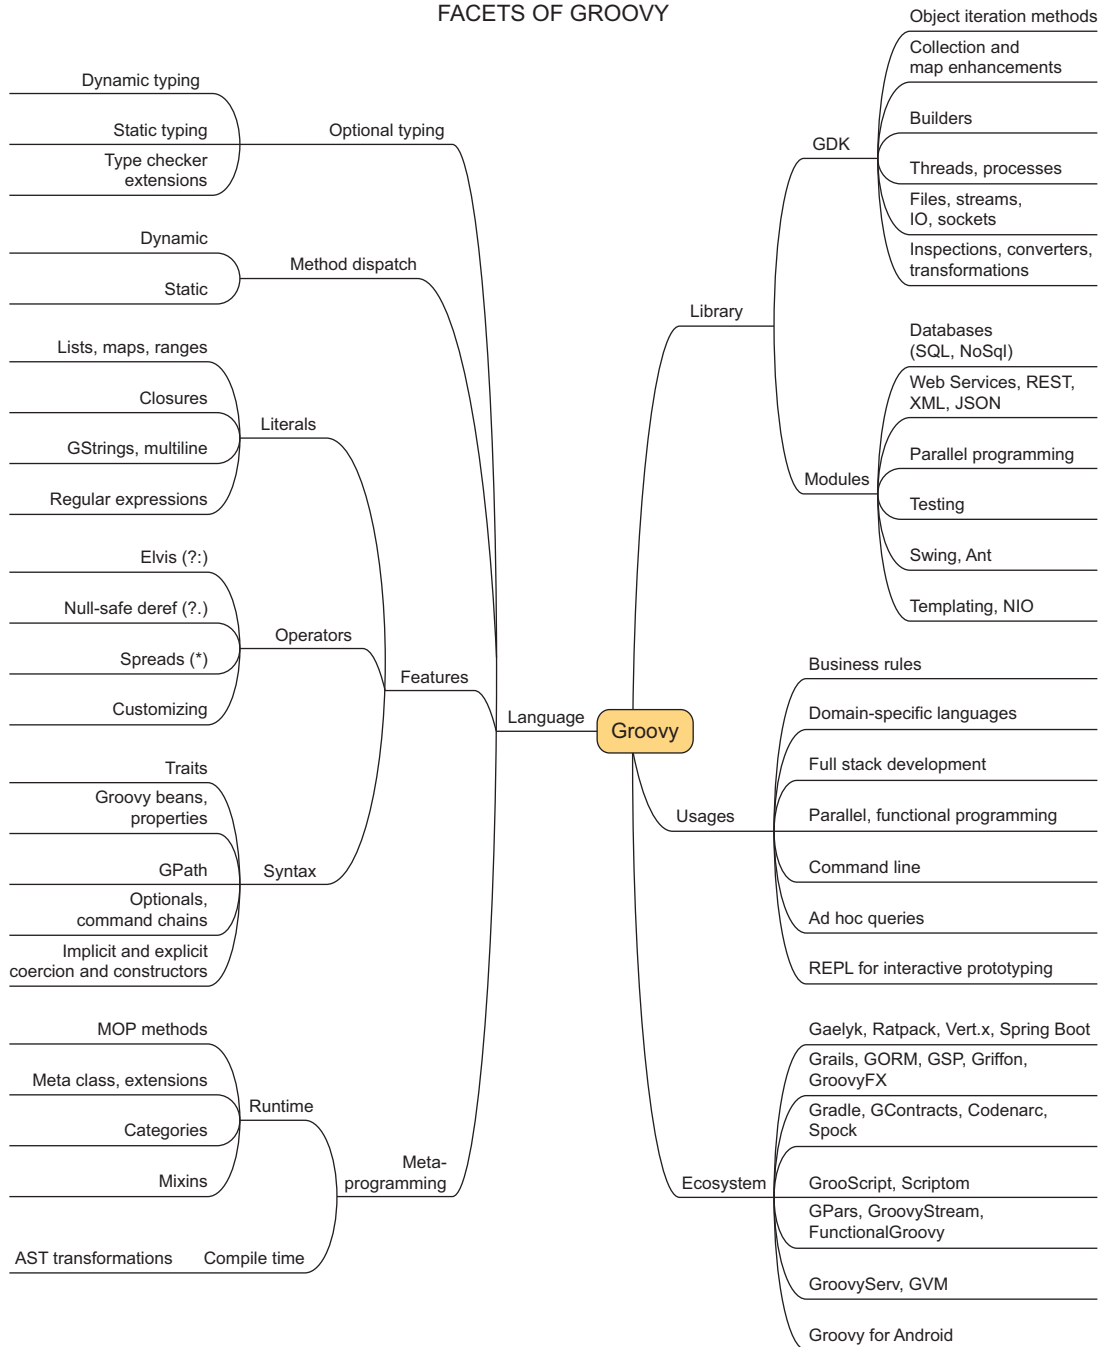 FACETS OF GROOVY
Dynamic typing
Static typing
Type checker
extensions
Optional typing
Dynamic
Static
Method dispatch
Lists, maps, ranges
Closures
GStrings, multiline
Regular expressions
Literals
Elvis (?:)
Null-safe deref (?.)
Spreads (*)
Customizing
Operators
Features
Traits
Groovy beans,
properties
GPath
Optionals,
command chains
Implicit and explicit
coercion and constructors
Syntax
MOP methods
Meta class, extensions
Categories
Mixins
Runtime
Meta-
programming
AST transformations
Compile time
Language
Groovy
Library
GDK
Object iteration methods
Collection and
map enhancements
Builders
Threads, processes
Files, streams,
IO, sockets
Inspections, converters,
transformations
Modules
Databases
(SQL, NoSql)
Web Services, REST,
XML, JSON
Parallel programming
Testing
Swing, Ant
Templating, NIO
Usages
Business rules
Domain-specific languages
Full stack development
Parallel, functional programming
Command line
Ad hoc queries
REPL for interactive prototyping
Ecosystem
Gaelyk, Ratpack, Vert.x, Spring Boot
Grails, GORM, GSP, Griffon,
GroovyFX
Gradle, GContracts, Codenarc,
Spock
GrooScript, Scriptom
GPars, GroovyStream,
FunctionalGroovy
GroovyServ, GVM
Groovy for Android